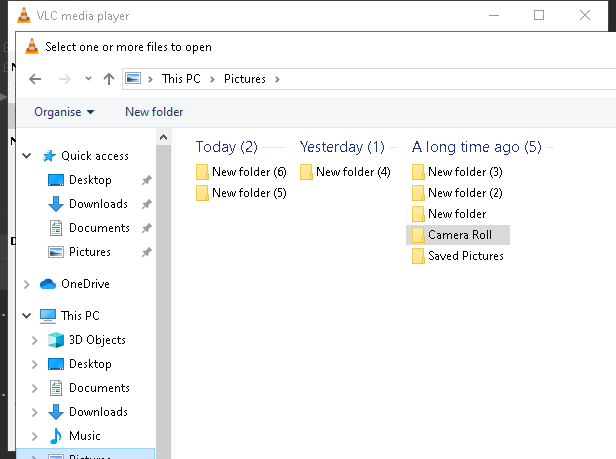 VLC media player
Select one or more files to open
This PC > Pictures >
Organise New folder
Quick access
Desktop
Downloads
Documents
Pictures
OneDrive
This PC
3D Objects
Desktop
Documents
Downloads
Music
Pictures
Today (2)
New folder (6)
New folder (5)
Yesterday (1)
New folder (4)
A long time ago (5)
New folder (3)
New folder (2)
New folder
Camera Roll
Saved Pictures